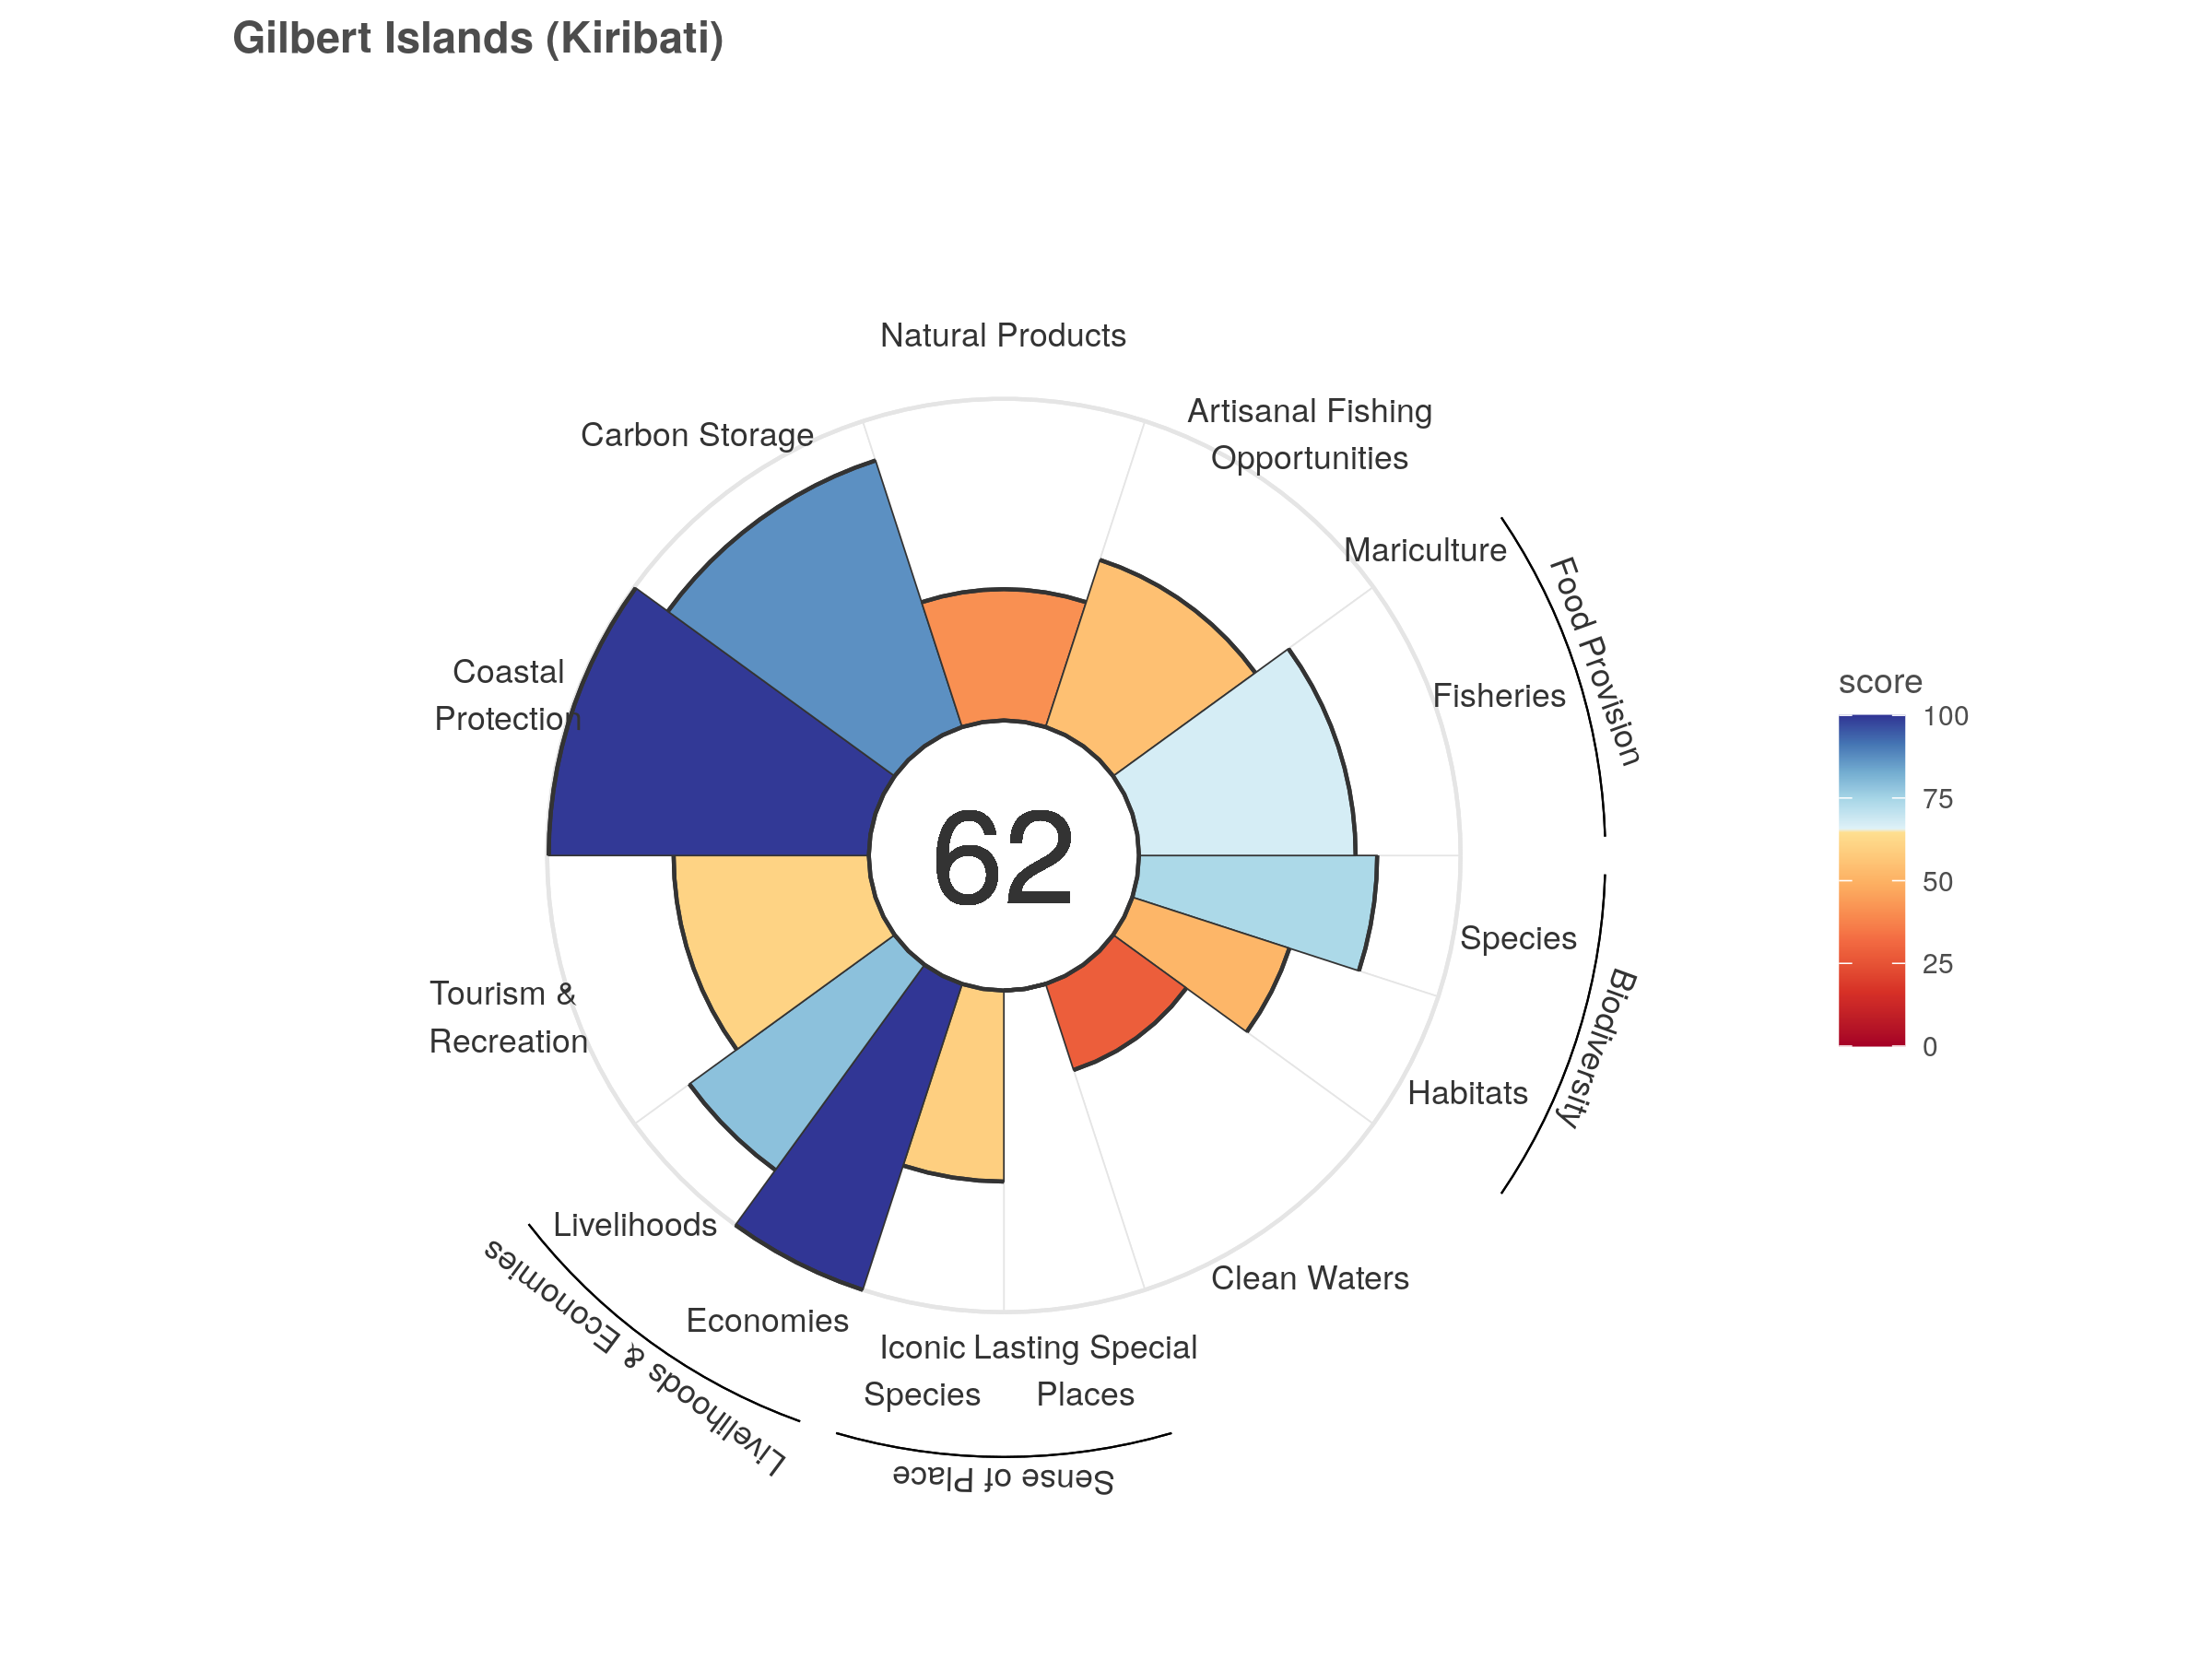 Gilbert Islands (Kiribati)
Natural Products
Artisanal Fishing
Opportunities
Carbon Storage
Mariculture
Food Provision
Fisheries
Coastal
Protection
score
100
75
50
25
0
62
Species
Biodiversity
Tourism &
Recreation
Habitats
Livelihoods
Clean Waters
Economies
Livelihoods & Economies
Iconic
Species
Lasting Special
Places
Sense of Place